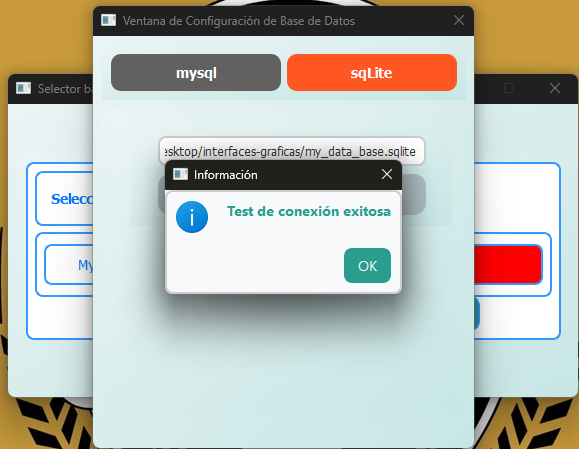 Ventana de Configuración de Base de Datos
Selector ba
mysql
sqLite
esktop/interfaces-graficas/my_data_base.sqlite
Información
Test de conexión exitosa
OK
Selecc
My